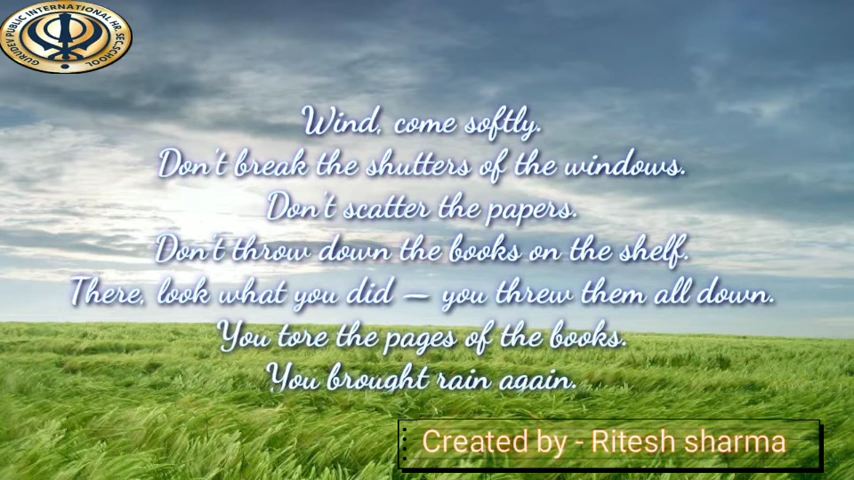 GURUDEV PUBLIC INTERNATIONAL HR. SEC. SCHOOL
Wind, come softly.
Don't break the shutters of the windows.
Don't scatter the papers.
Don't throw down the books on the shelf.
There, look what you did — you threw them all down.
You tore the pages of the books.
You brought rain again.
Created by - Ritesh sharma